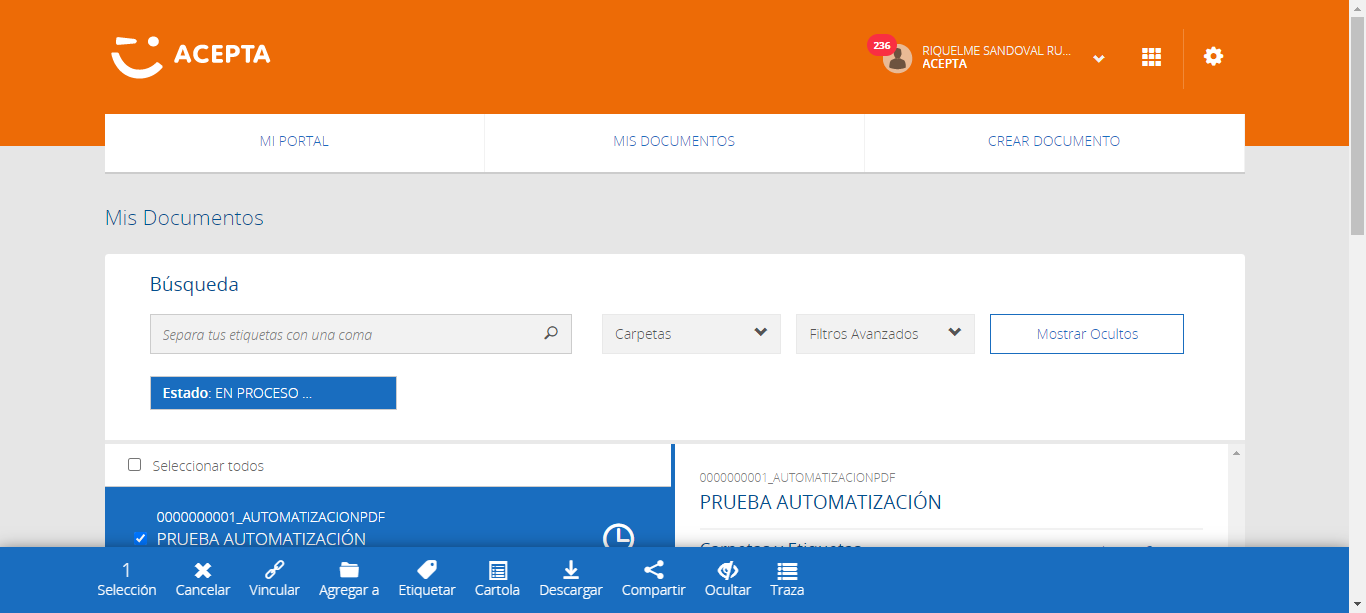 ACEPTA
236
RIQUELME SANDOVAL RU...
ACEPTA
MI PORTAL
MIS DOCUMENTOS
CREAR DOCUMENTO
Mis Documentos
Búsqueda
Separa tus etiquetas con una coma
Carpetas
Filtros Avanzados
Mostrar Ocultos
Estado: EN PROCESO ...
Seleccionar todos
0000000001_AUTOMATIZACIONPDF
PRUEBA AUTOMATIZACIÓN
0000000001_AUTOMATIZACIONPDF
PRUEBA AUTOMATIZACIÓN
Carpetas y Etiquetas
1
Selección
Cancelar
Vincular
Agregar a
Etiquetar
Cartola
Descargar
Compartir
Ocultar
Traza